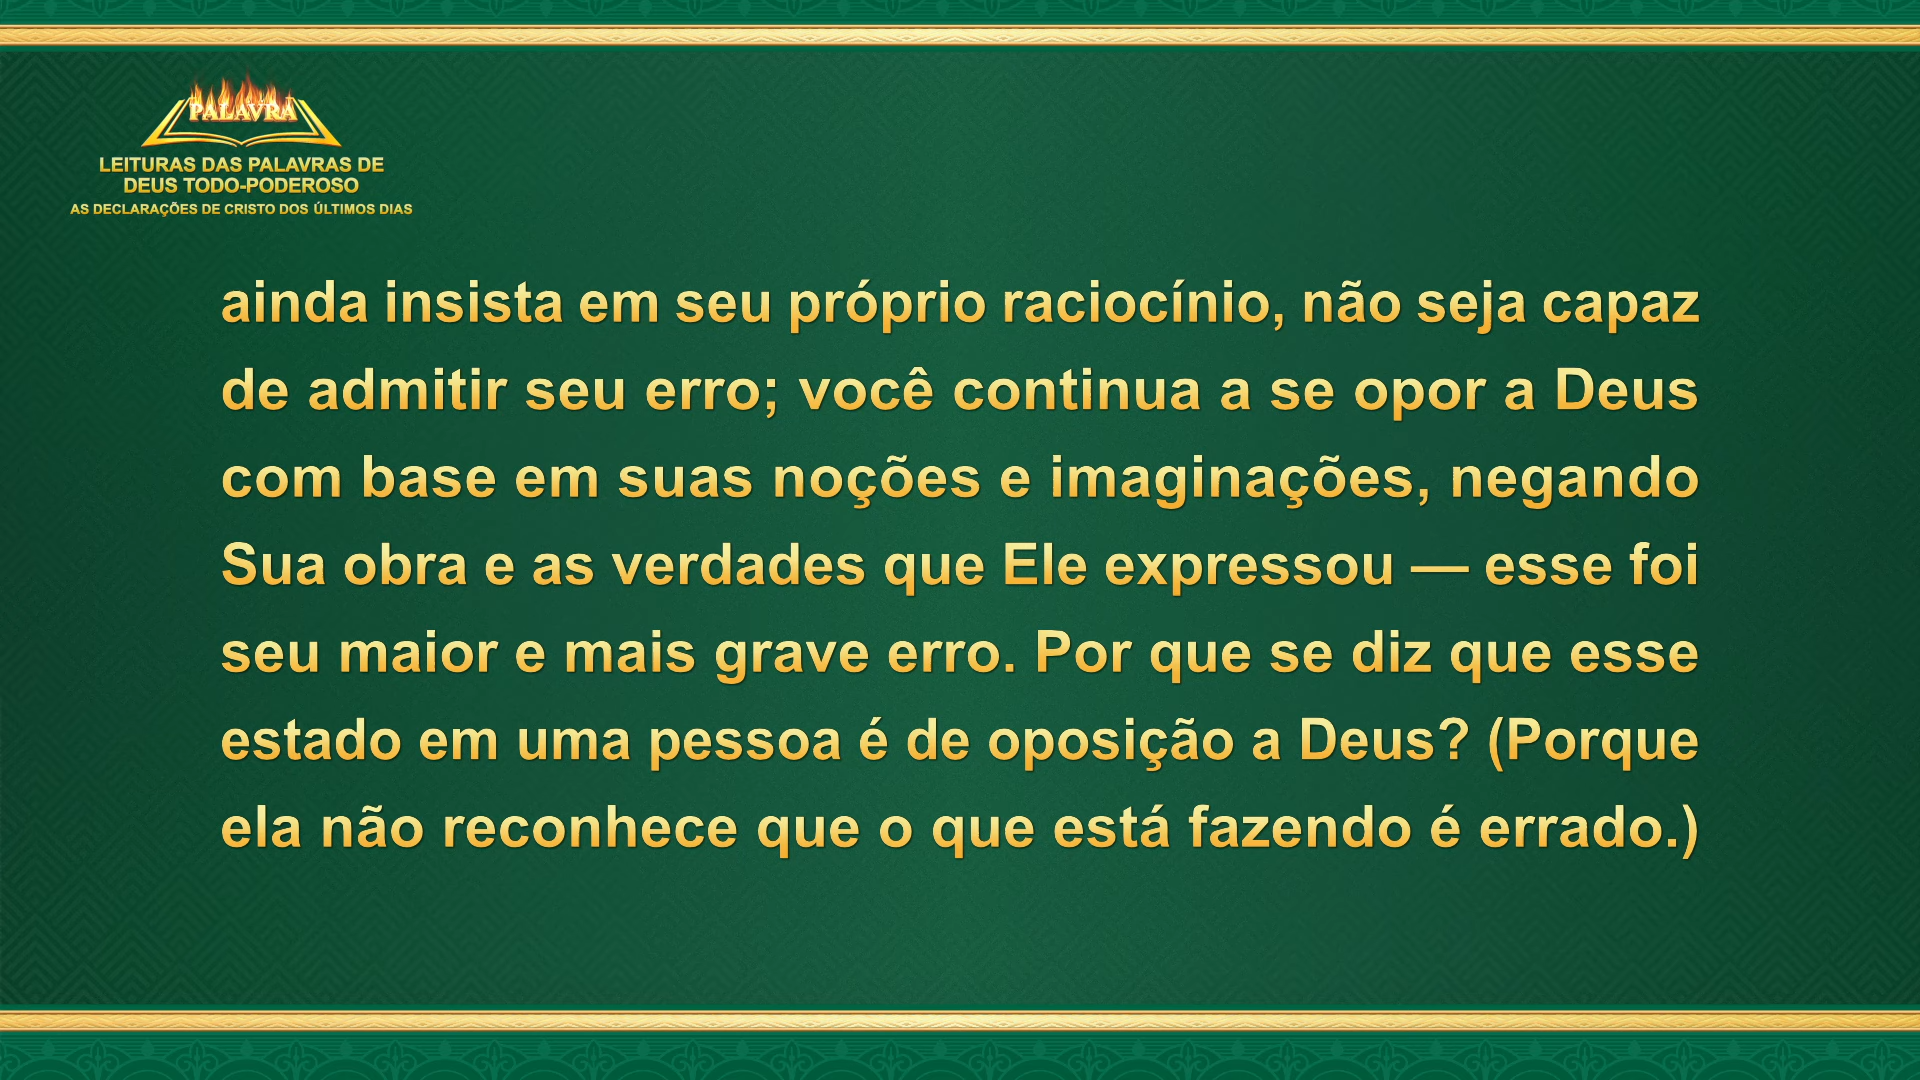 PALAVRA
LEITURAS DAS PALAVRAS DE
DEUS TODO-PODEROSO
AS DECLARAÇÕES DE CRISTO DOS ÚLTIMOS DIAS
ainda insista em seu próprio raciocínio, não seja capaz
de admitir seu erro; você continua a se opor a Deus
com base em suas noções e imaginações, negando
Sua obra e as verdades que Ele expressou — esse foi
seu maior e mais grave erro. Por que se diz que esse
estado em uma pessoa é de oposição a Deus? (Porque
ela não reconhece que o que está fazendo é errado.)